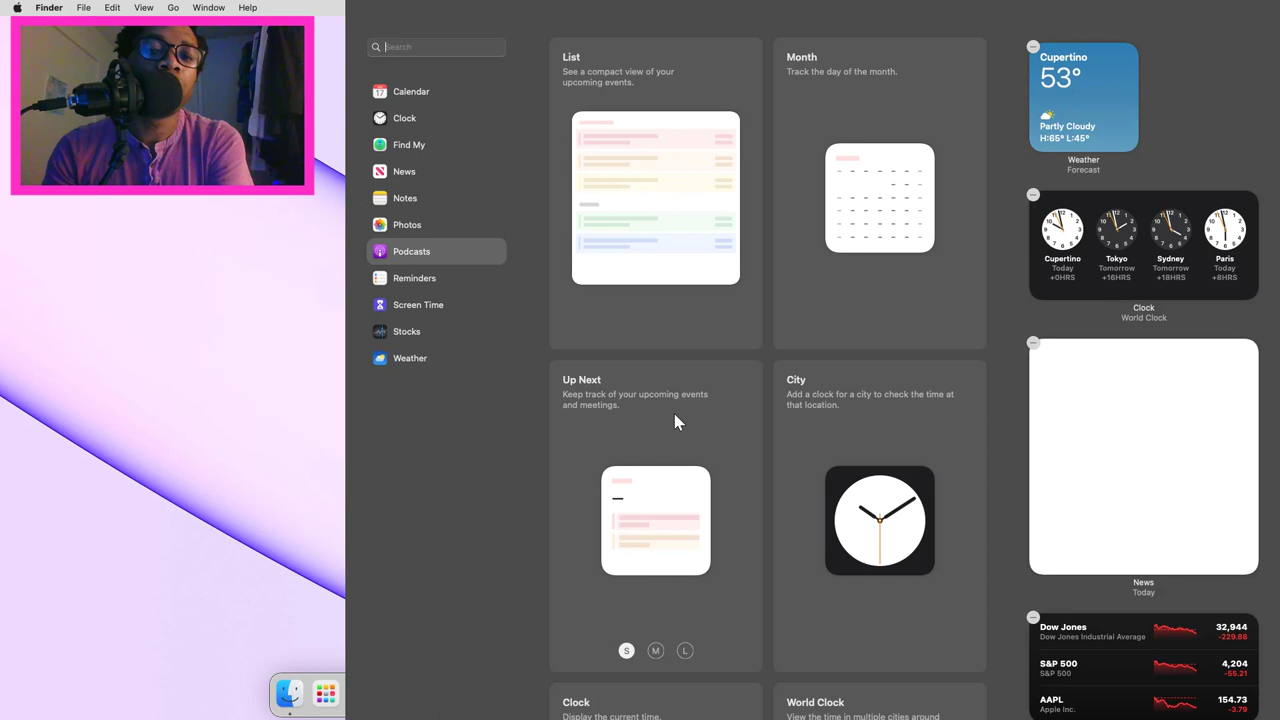 Finder File Edit View Go Window Help
Search
Calendar
Clock
Find My
News
Notes
Photos
Podcasts
Reminders
Screen Time
Stocks
Weather
List
See a compact view of your
upcoming events.
Month
Track the day of the month.
Up Next
Keep track of your upcoming events
and meetings.
S M L
City
Add a clock for a city to check the time at
that location.
Clock
Display the current time.
World Clock
View the time in multiple cities around
Cupertino
53°
Partly Cloudy
H:65° L:45°
Weather
Forecast
Cupertino Tokyo Sydney Paris
Today Tomorrow Tomorrow Today
+0HRS +16HRS +18HRS +8HRS
Clock
World Clock
News
Today
Dow Jones 32,944
Dow Jones Industrial Average -229.88
S&P 500 4,204
S&P 500 -55.21
AAPL 154.73
Apple Inc. -3.79